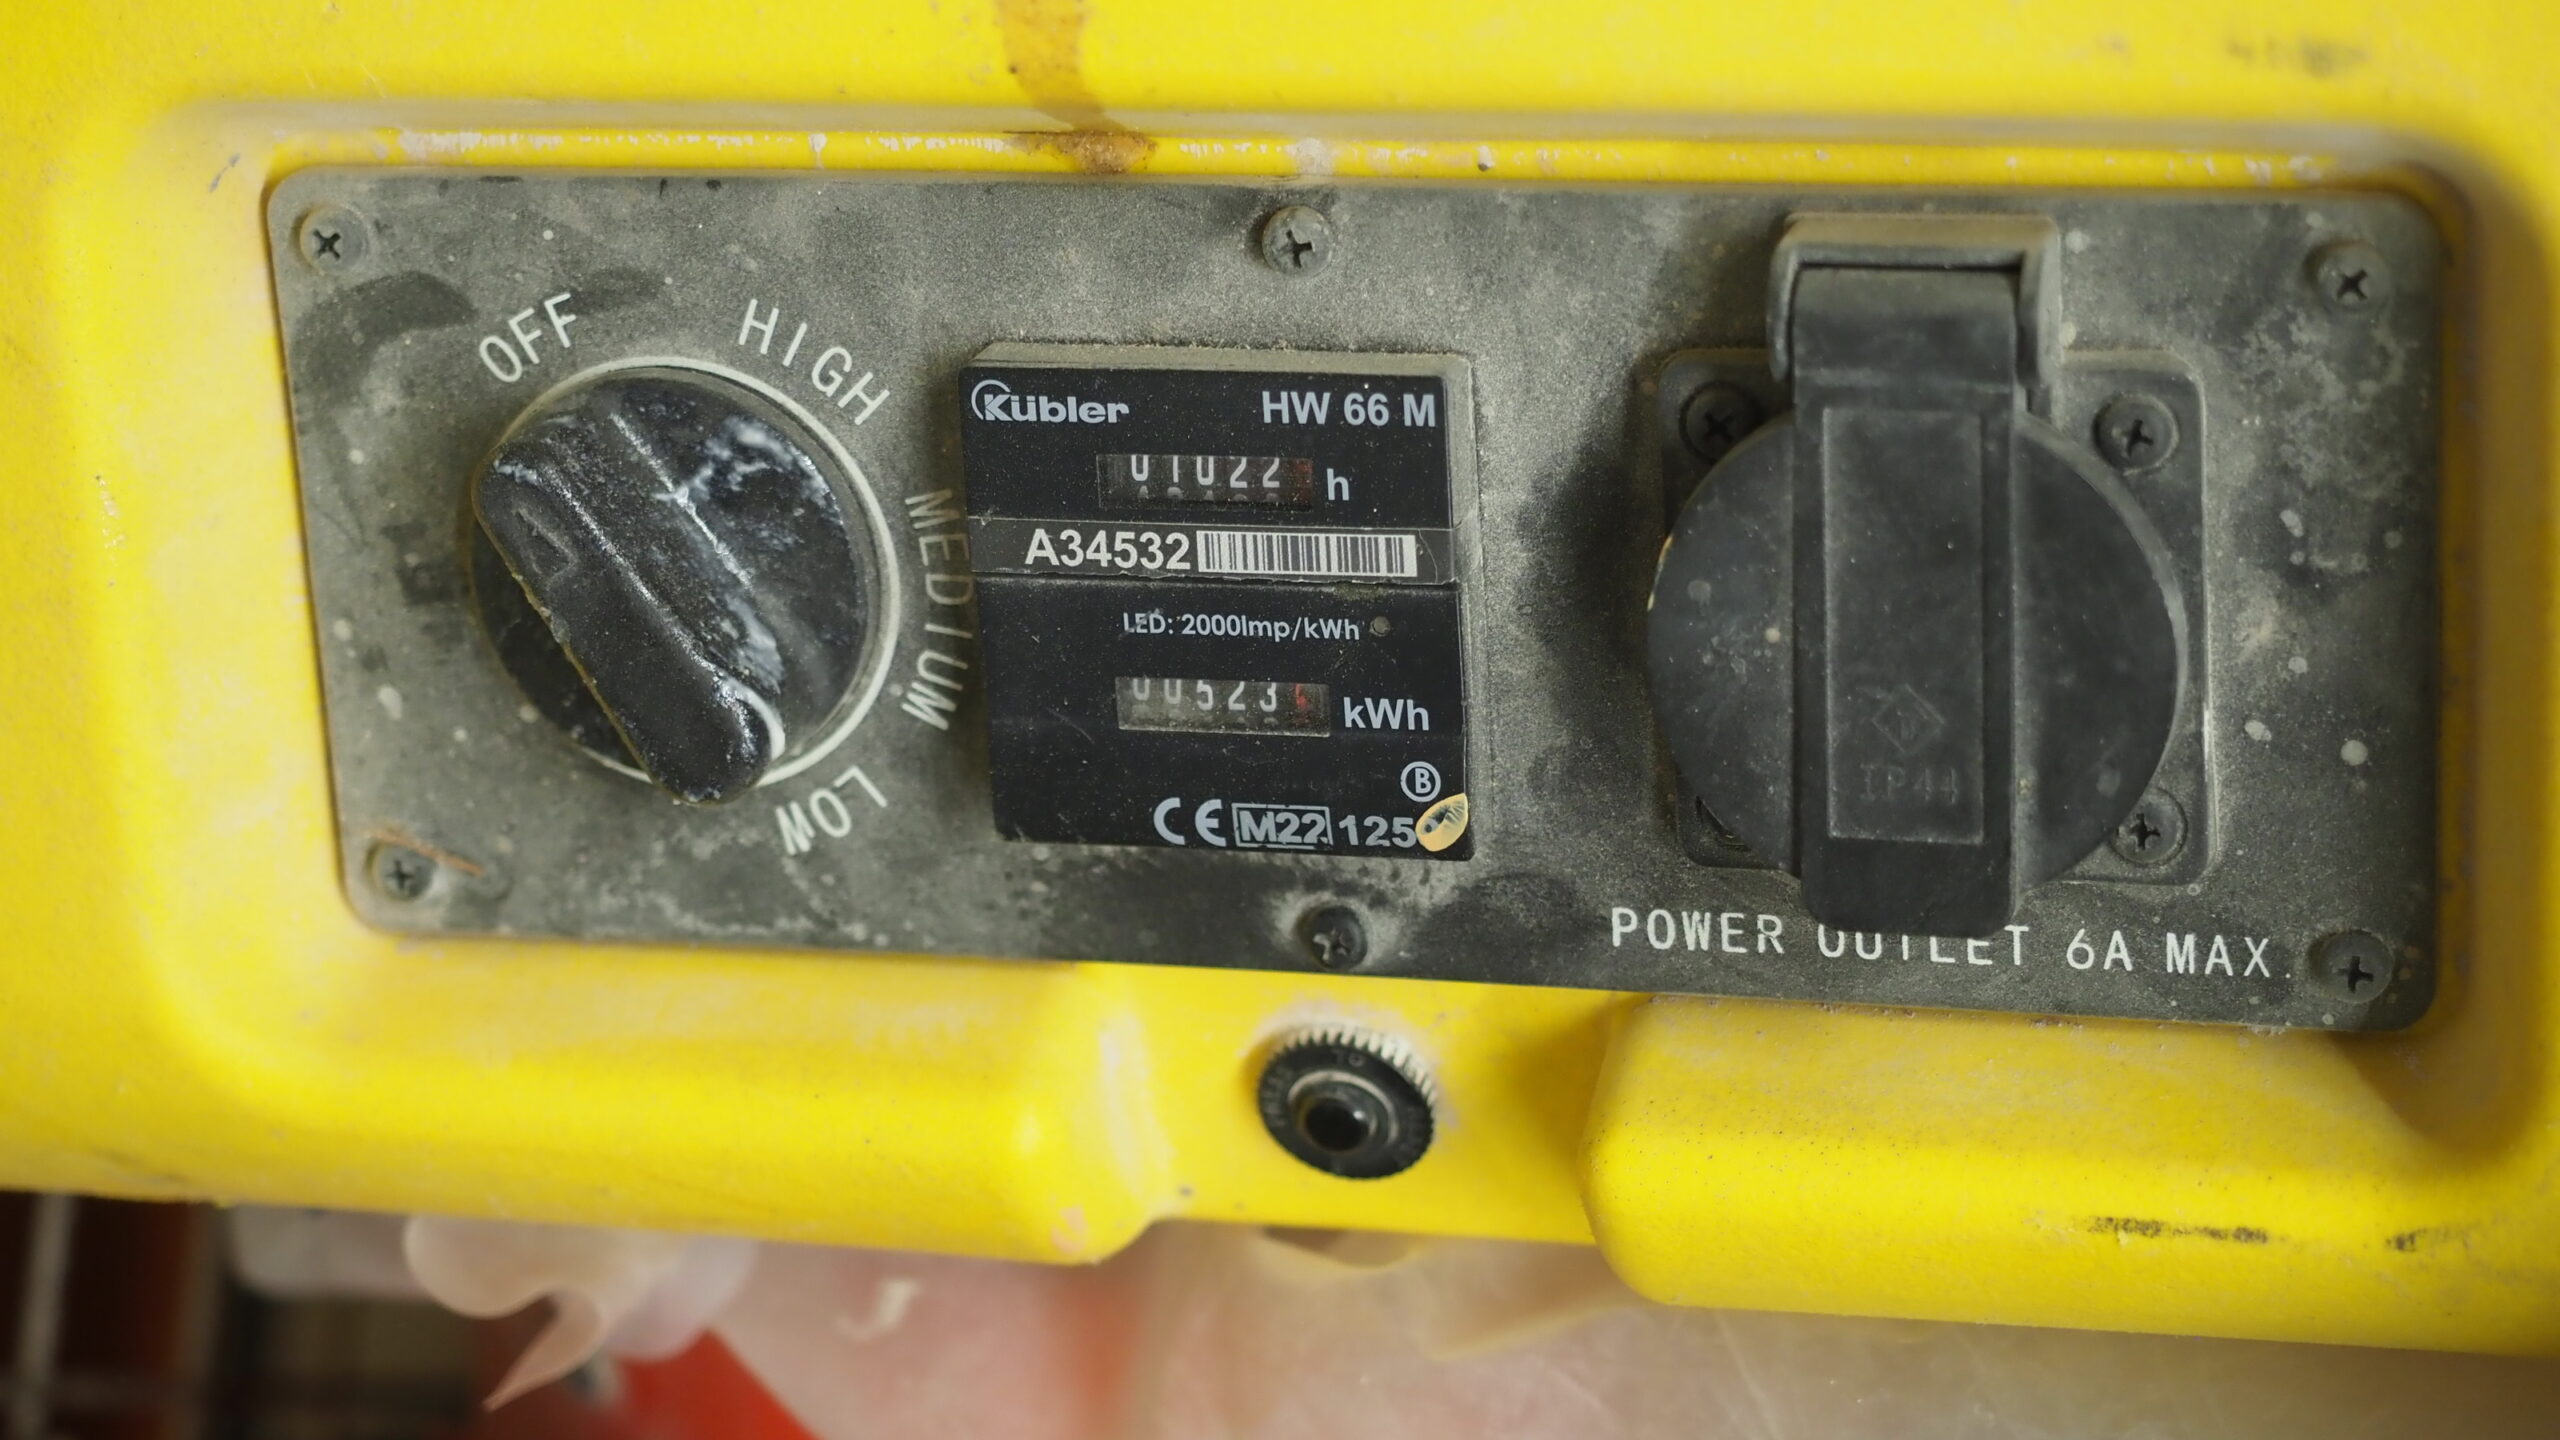 OFF
HIGH
MEDIUM
LOW
Kübler HW 66 M
01022 h
A34532
LED: 2000Imp/kWh
00523 kWh
B
CE M22 125
IP44
POWER OUTLET 6A MAX.